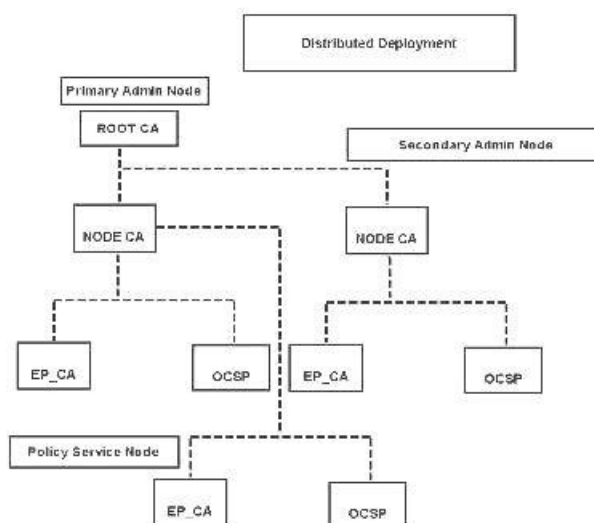 Distributed Deployment
Primary Admin Node
ROOT CA
Secondary Admin Node
NODE CA
NODE CA
EP_CA
OCSP
EP_CA
OCSP
Policy Service Node
EP_CA
OCSP